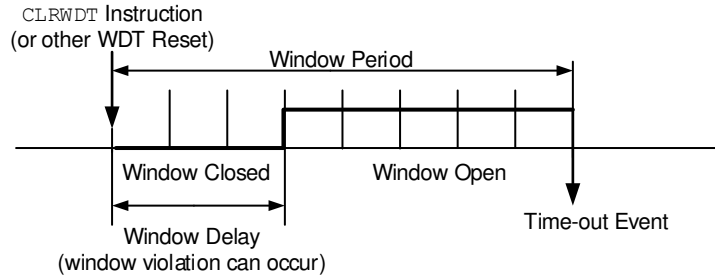 CLRWDT Instruction
(or other WDT Reset)
Window Period
Window Closed
Window Open
Window Delay
(window violation can occur)
Time-out Event